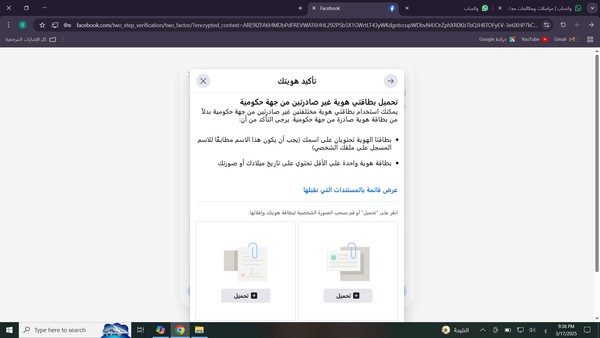 Facebook
واتساب
واتساب | مراسلات ومكالمات مجا...
facebook.com/two_step_verification/two_factor/?encrypted_context=
Gmail
YouTube
خرائط Google
كل الإشارات المرجعية
تأكيد هويتك
تحميل بطاقتي هوية غير صادرتين من جهة حكومية
يمكنك استخدام بطاقتي هوية مختلفتين غير صادرتين من جهة حكومية بدلاً
من بطاقة هوية صادرة من جهة حكومية. يرجى التأكد من أن:
بطاقتا الهوية تحتويان على اسمك (يجب أن يكون هذا الاسم مطابقًا للاسم
المسجل على ملفك الشخصي)
بطاقة هوية واحدة على الأقل تحتوي على تاريخ ميلادك أو صورتك
عرض قائمة بالمستندات التي نقبلها
انقر على "تحميل" أو قم بسحب الصورة الشخصية لبطاقة هويتك وإفلاتها.
تحميل
تحميل
Type here to search
9:38 PM
3/17/2025